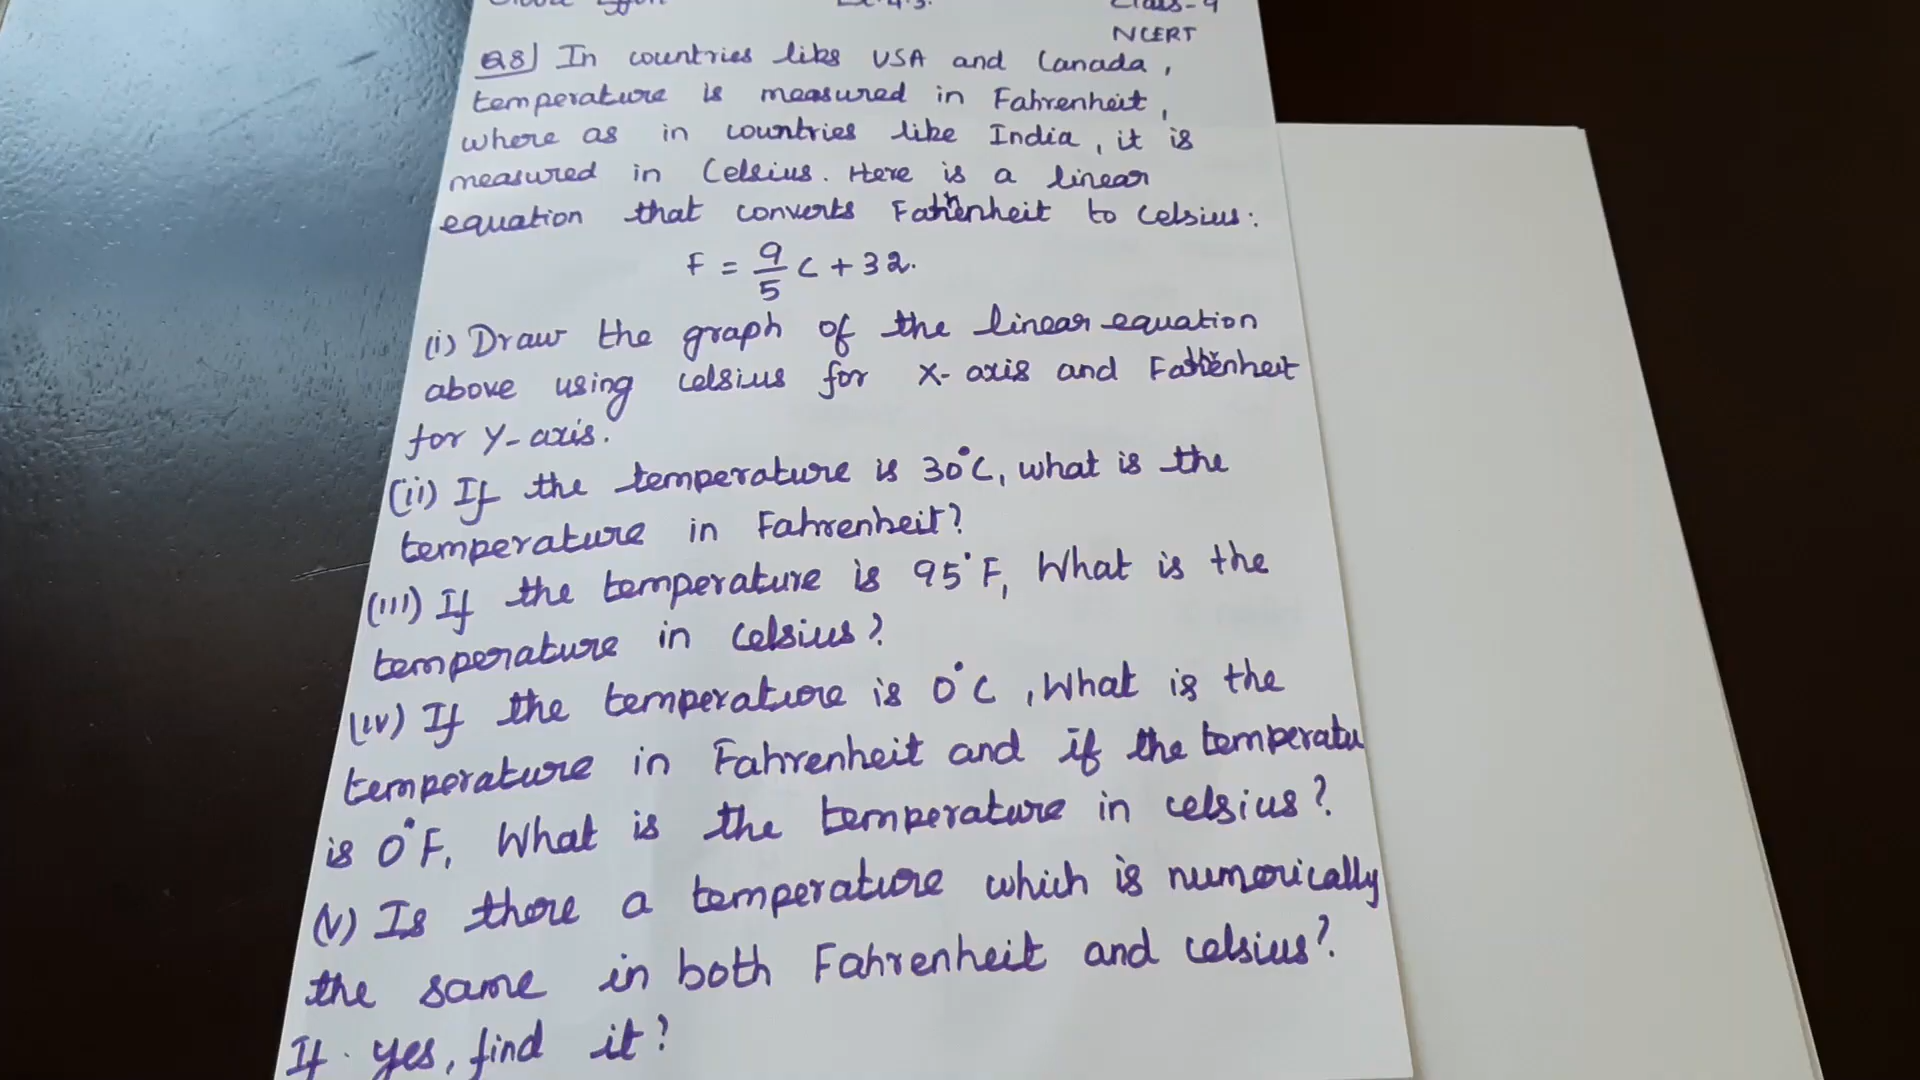 Class-9
NCERT
Q8) In countries like USA and Canada,
temperature is measured in Fahrenheit,
where as in countries like India, it is
measured in Celsius. Here is a linear
equation that converts Fahrenheit to Celsius:
F = 9/5 C + 32.
(i) Draw the graph of the linear equation
above using celsius for X-axis and Fahrenheit
for Y-axis.
(ii) If the temperature is 30°C, what is the
temperature in Fahrenheit?
(iii) If the temperature is 95°F, What is the
temperature in celsius?
(iv) If the temperature is 0°C, What is the
temperature in Fahrenheit and if the temperatu
is 0°F, What is the temperature in celsius?
(v) Is there a temperature which is numerically
the same in both Fahrenheit and celsius?
If yes, find it?